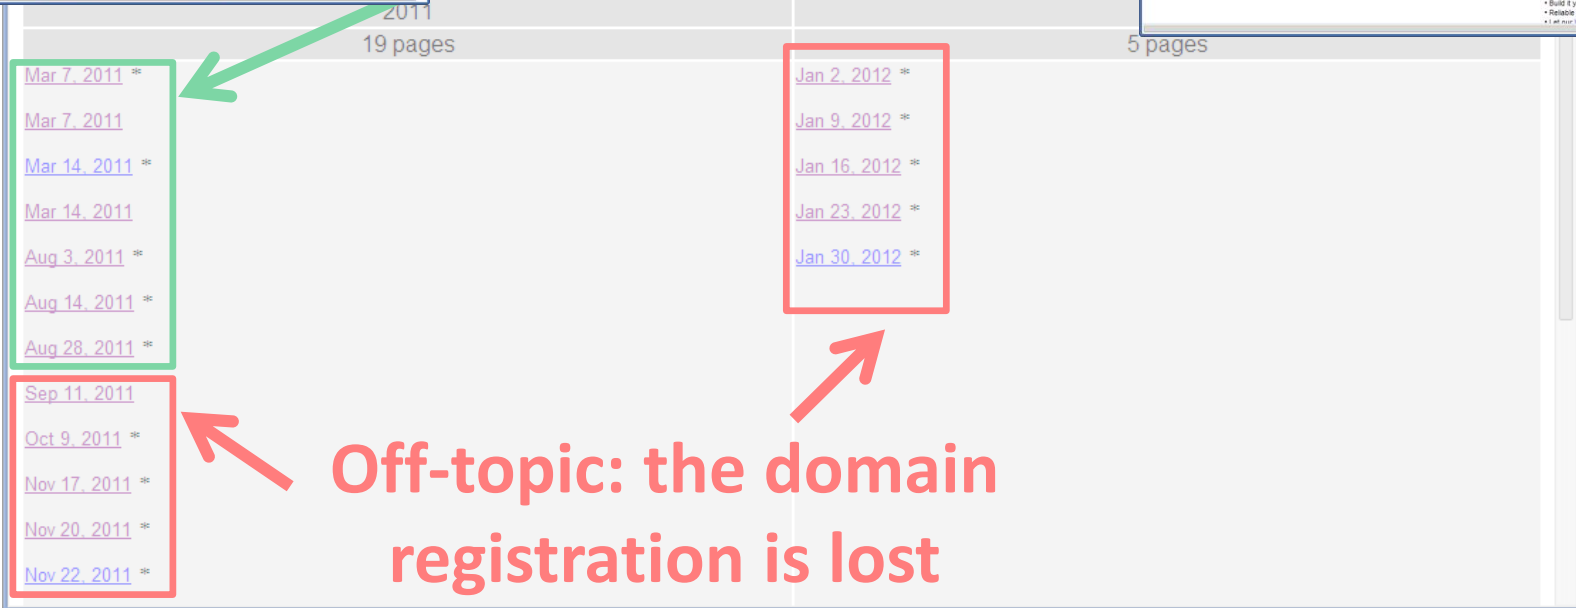 • Build it y
• Reliable
2011
19 pages
5 pages
Mar 7, 2011 *
Mar 7, 2011
Mar 14, 2011 *
Mar 14, 2011
Aug 3, 2011 *
Aug 14, 2011 *
Aug 28, 2011 *
Sep 11, 2011
Oct 9, 2011 *
Nov 17, 2011 *
Nov 20, 2011 *
Nov 22, 2011 *
Jan 2, 2012 *
Jan 9, 2012 *
Jan 16, 2012 *
Jan 23, 2012 *
Jan 30, 2012 *
Off-topic: the domain
registration is lost